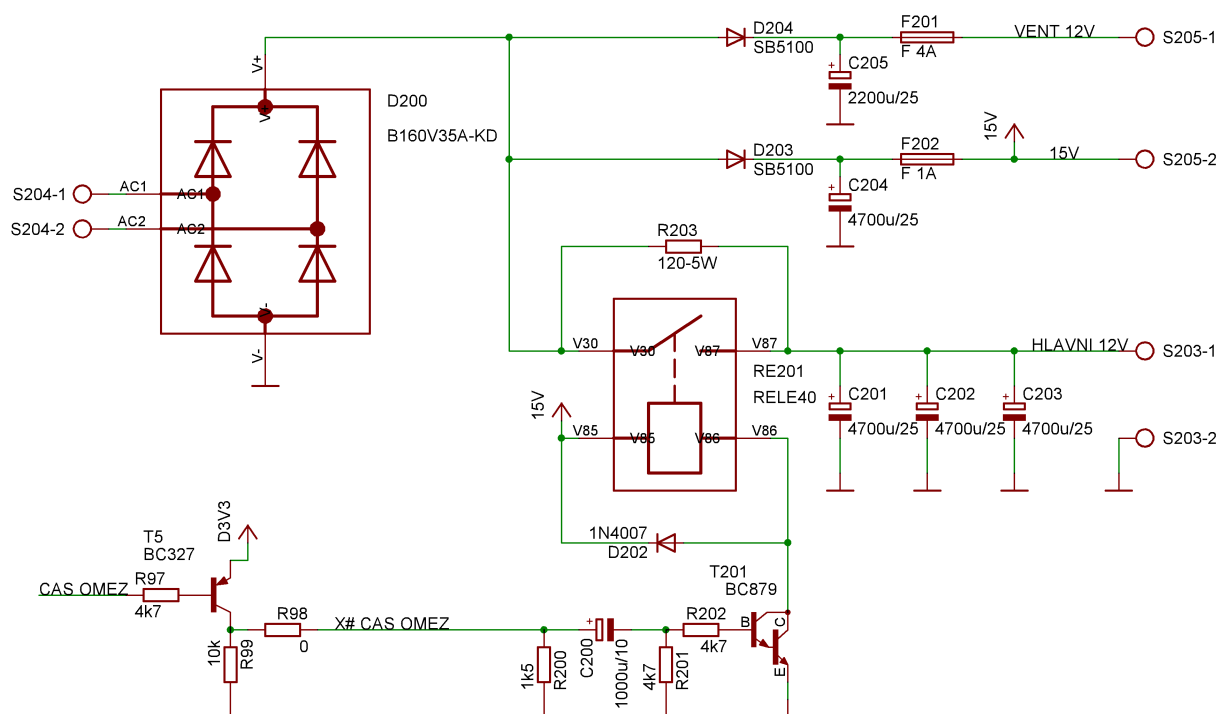 D204
SB5100
F201
F 4A
VENT 12V
S205-1
V+
V+
C205
2200u/25
D200
B160V35A-KD
D203
SB5100
F202
F 1A
15V
15V
S205-2
S204-1
AC1
AC1
C204
4700u/25
S204-2
AC2
AC2
R203
120-5W
V-
V-
V30
V30
V87
V87
HLAVNI 12V
S203-1
RE201
RELE40
C201
4700u/25
C202
4700u/25
C203
4700u/25
15V
V85
V85
V86
V86
S203-2
1N4007
D202
D3V3
T5
BC327
CAS OMEZ
R97
4k7
T201
BC879
R98
0
X# CAS OMEZ
R202
4k7
B
C
E
10k
R99
1k5
R200
C200
1000u/10
4k7
R201